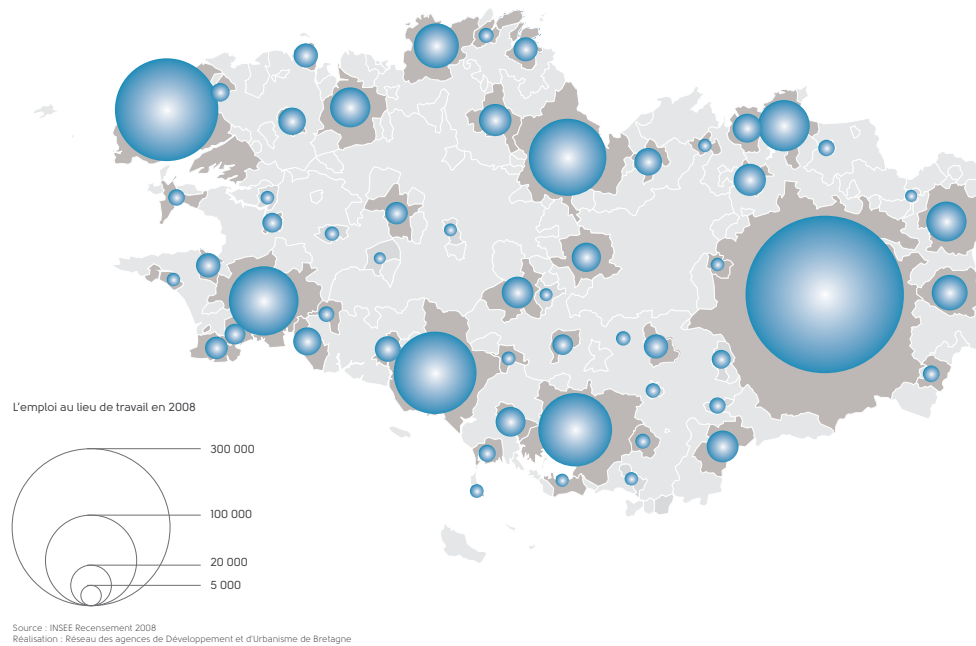 L'emploi au lieu de travail en 2008
300 000
100 000
20 000
5 000
Source : INSEE Recensement 2008
Réalisation : Réseau des agences de Développement et d'Urbanisme de Bretagne